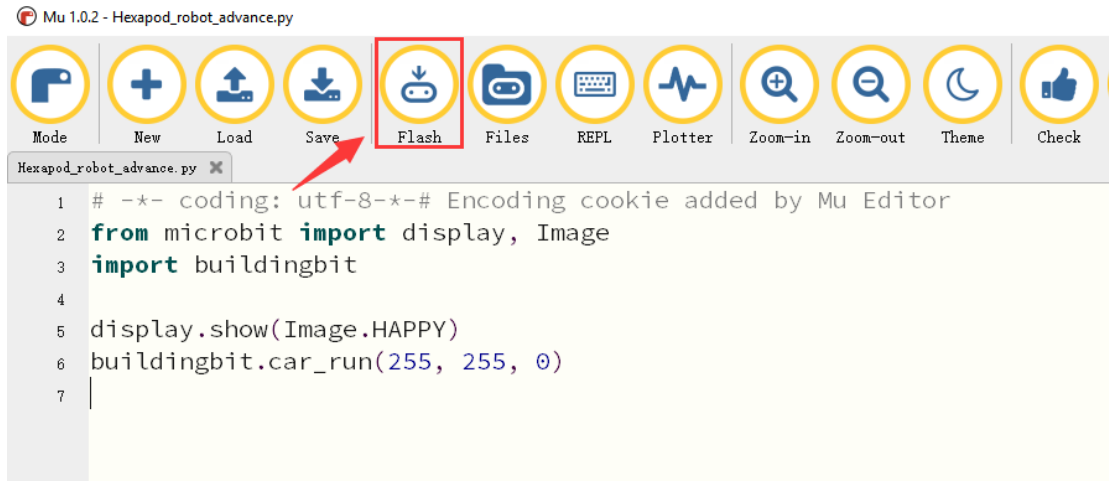 Mu 1.0.2 - Hexapod_robot_advance.py
Mode New Load Save Flash Files REPL Plotter Zoom-in Zoom-out Theme Check
Hexapod_robot_advance.py
1 # -*- coding: utf-8-*-# Encoding cookie added by Mu Editor
2 from microbit import display, Image
3 import buildingbit
4
5 display.show(Image.HAPPY)
6 buildingbit.car_run(255, 255, 0)
7